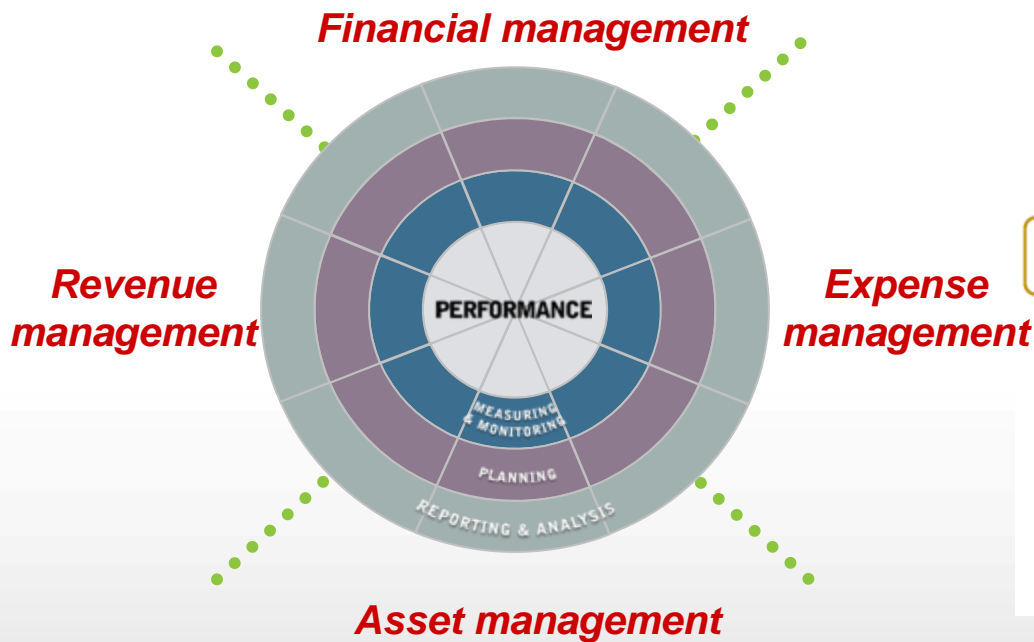 Financial management
Revenue
management
Expense
management
PERFORMANCE
MEASURING
& MONITORING
PLANNING
REPORTING & ANALYSIS
Asset management